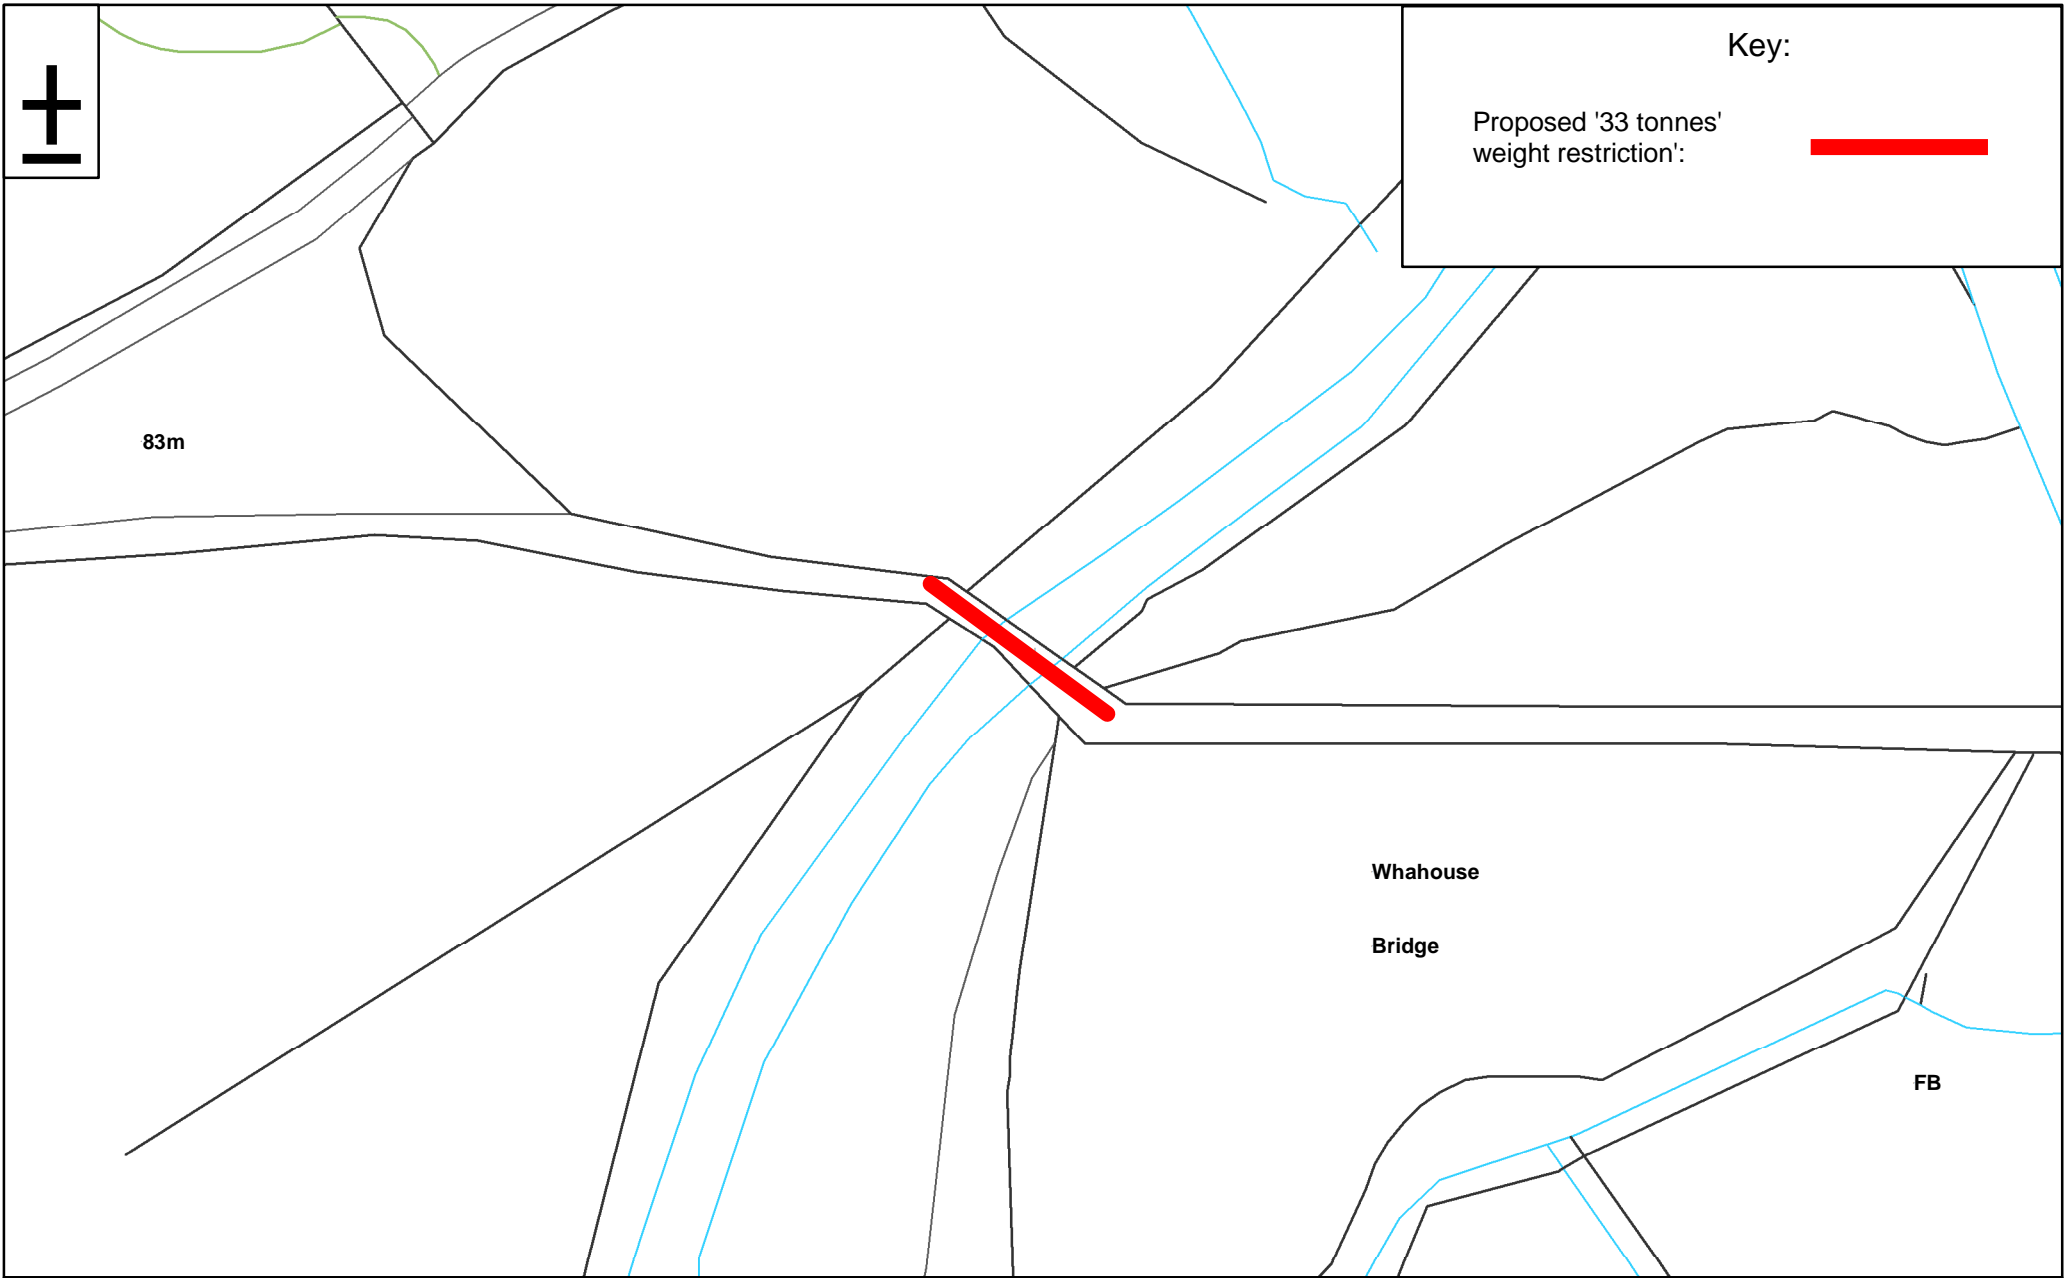 Key:
Proposed '33 tonnes'
weight restriction':
83m
Whahouse
Bridge
FB